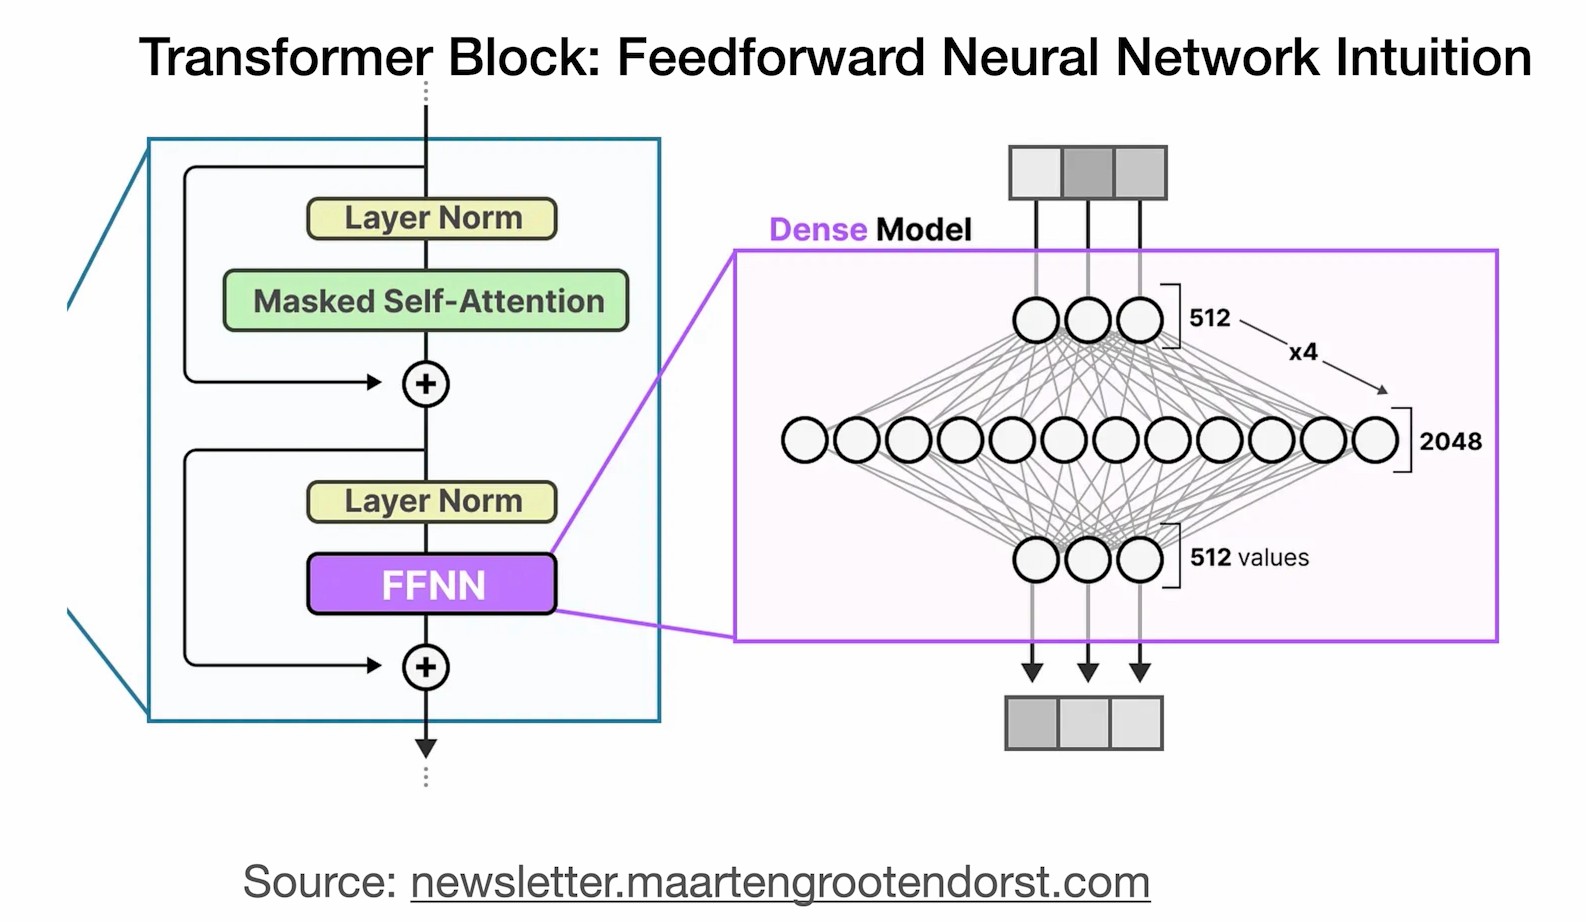 Transformer Block: Feedforward Neural Network Intuition
Layer Norm
Masked Self-Attention
+
Layer Norm
FFNN
+
Dense Model
512
x4
2048
512 values
Source: newsletter.maartengrootendorst.com